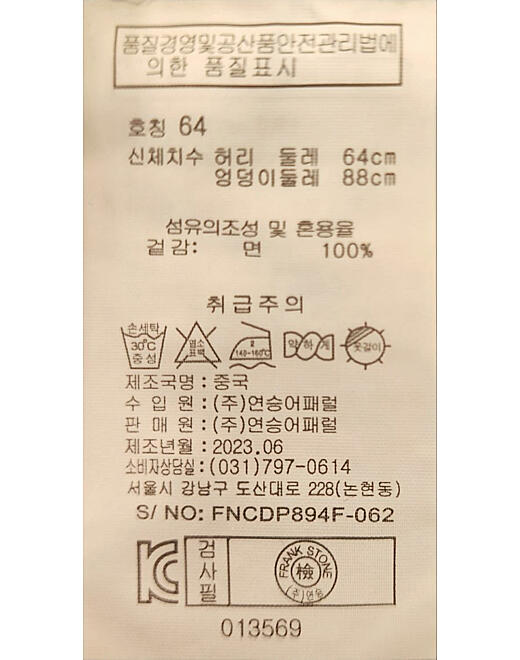 품질경영및공산품안전관리법에
의한 품질표시
호칭 64
신체치수 허리 둘레 64cm
엉덩이둘레 88cm
섬유의조성 및 혼용율
겉감: 면 100%
취급주의
손세탁 30℃ 중성
염소 표백
2 140-160℃
약하게
옷걸이
제조국명 : 중국
수 입 원 : (주)연승어패럴
판 매 원 : (주)연승어패럴
제조년월 : 2023.06
소비자상담실 : (031)797-0614
서울시 강남구 도산대로 228(논현동)
S/ NO: FNCDP894F-062
검사필
FRANK STONE
檢
013569